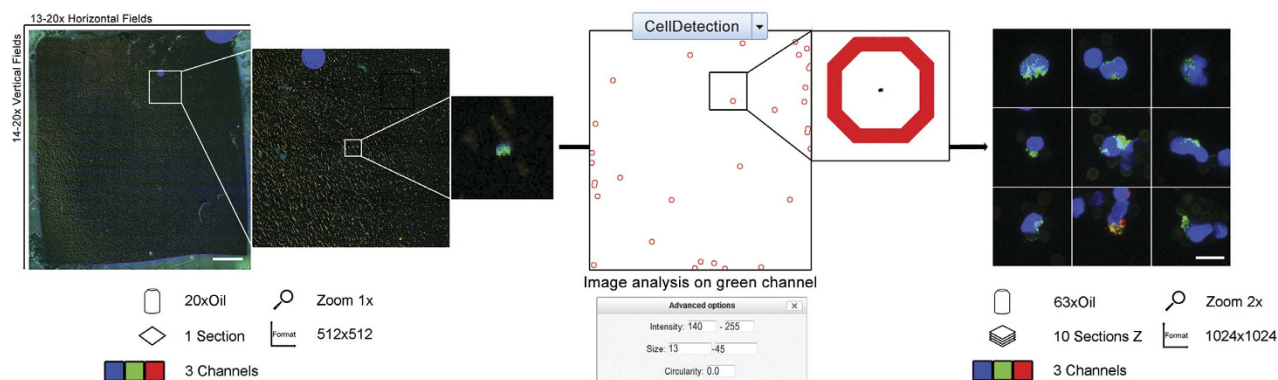 13-20x Horizontal Fields
14-20x Vertical Fields
CellDetection
Image analysis on green channel
20xOil
Zoom 1x
1 Section
Format
512x512
3 Channels
Advanced options
Intensity: 140 - 255
Size: 13 -45
Circularity: 0.0
63xOil
Zoom 2x
10 Sections Z
Format
1024x1024
3 Channels